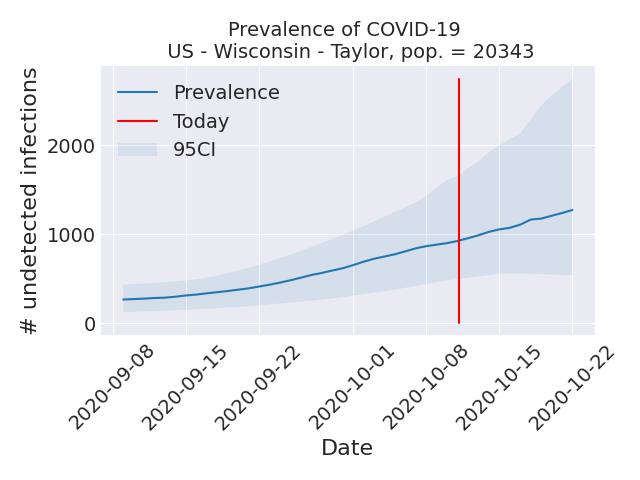 Prevalence of COVID-19
US - Wisconsin - Taylor, pop. = 20343
# undetected infections
2000
1000
0
Prevalence
Today
95CI
2020-09-08
2020-09-15
2020-09-22
2020-10-01
2020-10-08
2020-10-15
2020-10-22
Date